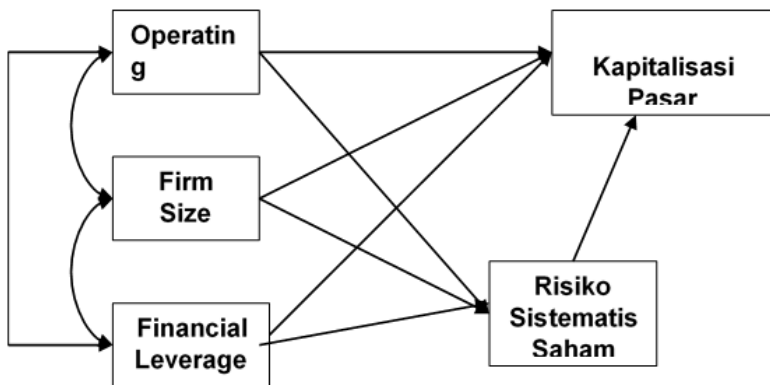 Operatin
g
Kapitalisasi
Pasar
Firm
Size
Risiko
Sistematis
Saham
Financial
Leverage